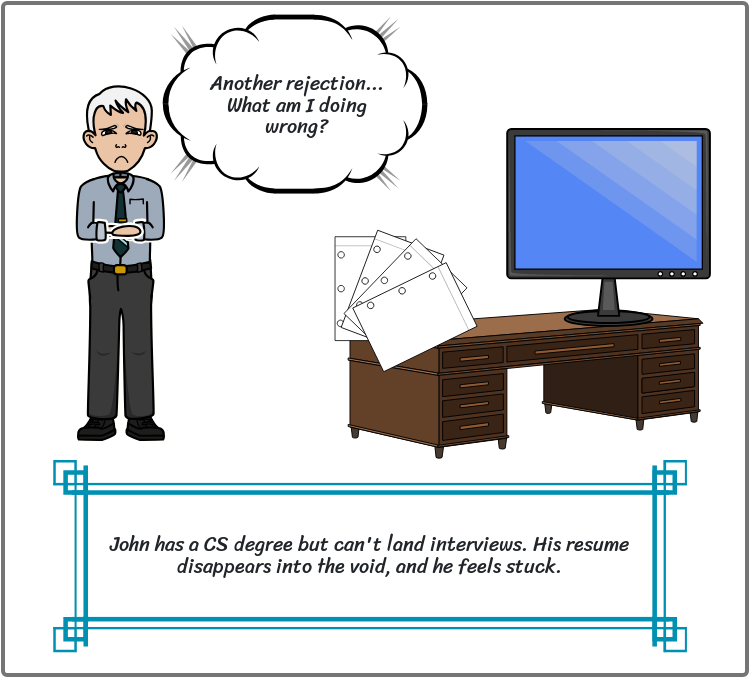 Another rejection...
What am I doing
wrong?
John has a CS degree but can't land interviews. His resume
disappears into the void, and he feels stuck.